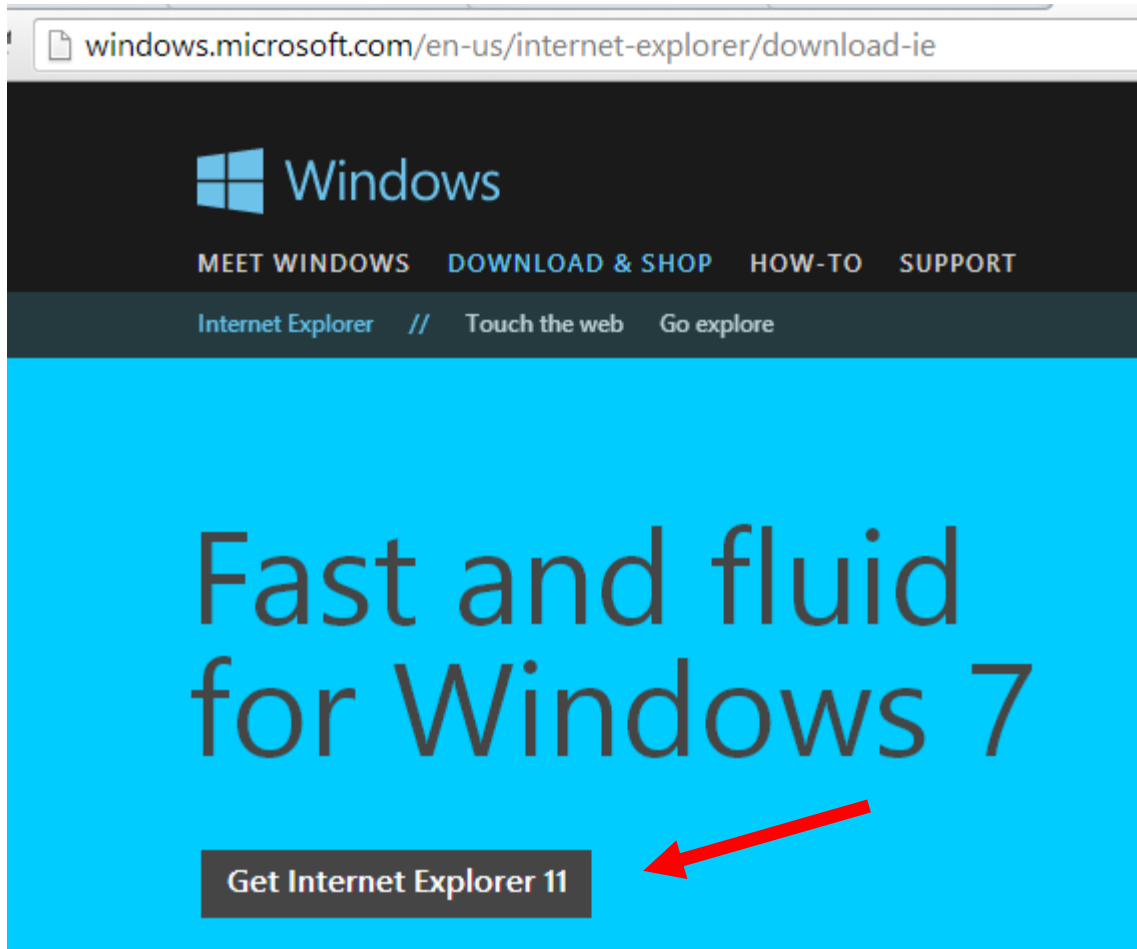 windows.microsoft.com/en-us/internet-explorer/download-ie
Windows
MEET WINDOWS DOWNLOAD & SHOP HOW-TO SUPPORT
Internet Explorer // Touch the web Go explore
Fast and fluid
for Windows 7
Get Internet Explorer 11